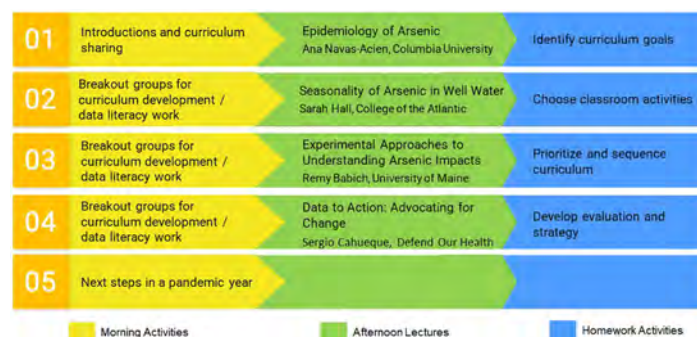 01
Introductions and curriculum
sharing
Epidemiology of Arsenic
Ana Navas-Acien, Columbia University
Identify curriculum goals
02
Breakout groups for
curriculum development /
data literacy work
Seasonality of Arsenic in Well Water
Sarah Hall, College of the Atlantic
Choose classroom activities
03
Breakout groups for
curriculum development /
data literacy work
Experimental Approaches to
Understanding Arsenic Impacts
Remy Babich, University of Maine
Prioritize and sequence
curriculum
04
Breakout groups for
curriculum development /
data literacy work
Data to Action: Advocating for
Change
Sergio Cahueque, Defend Our Health
Develop evaluation and
strategy
05
Next steps in a pandemic year
Morning Activities
Afternoon Lectures
Homework Activities